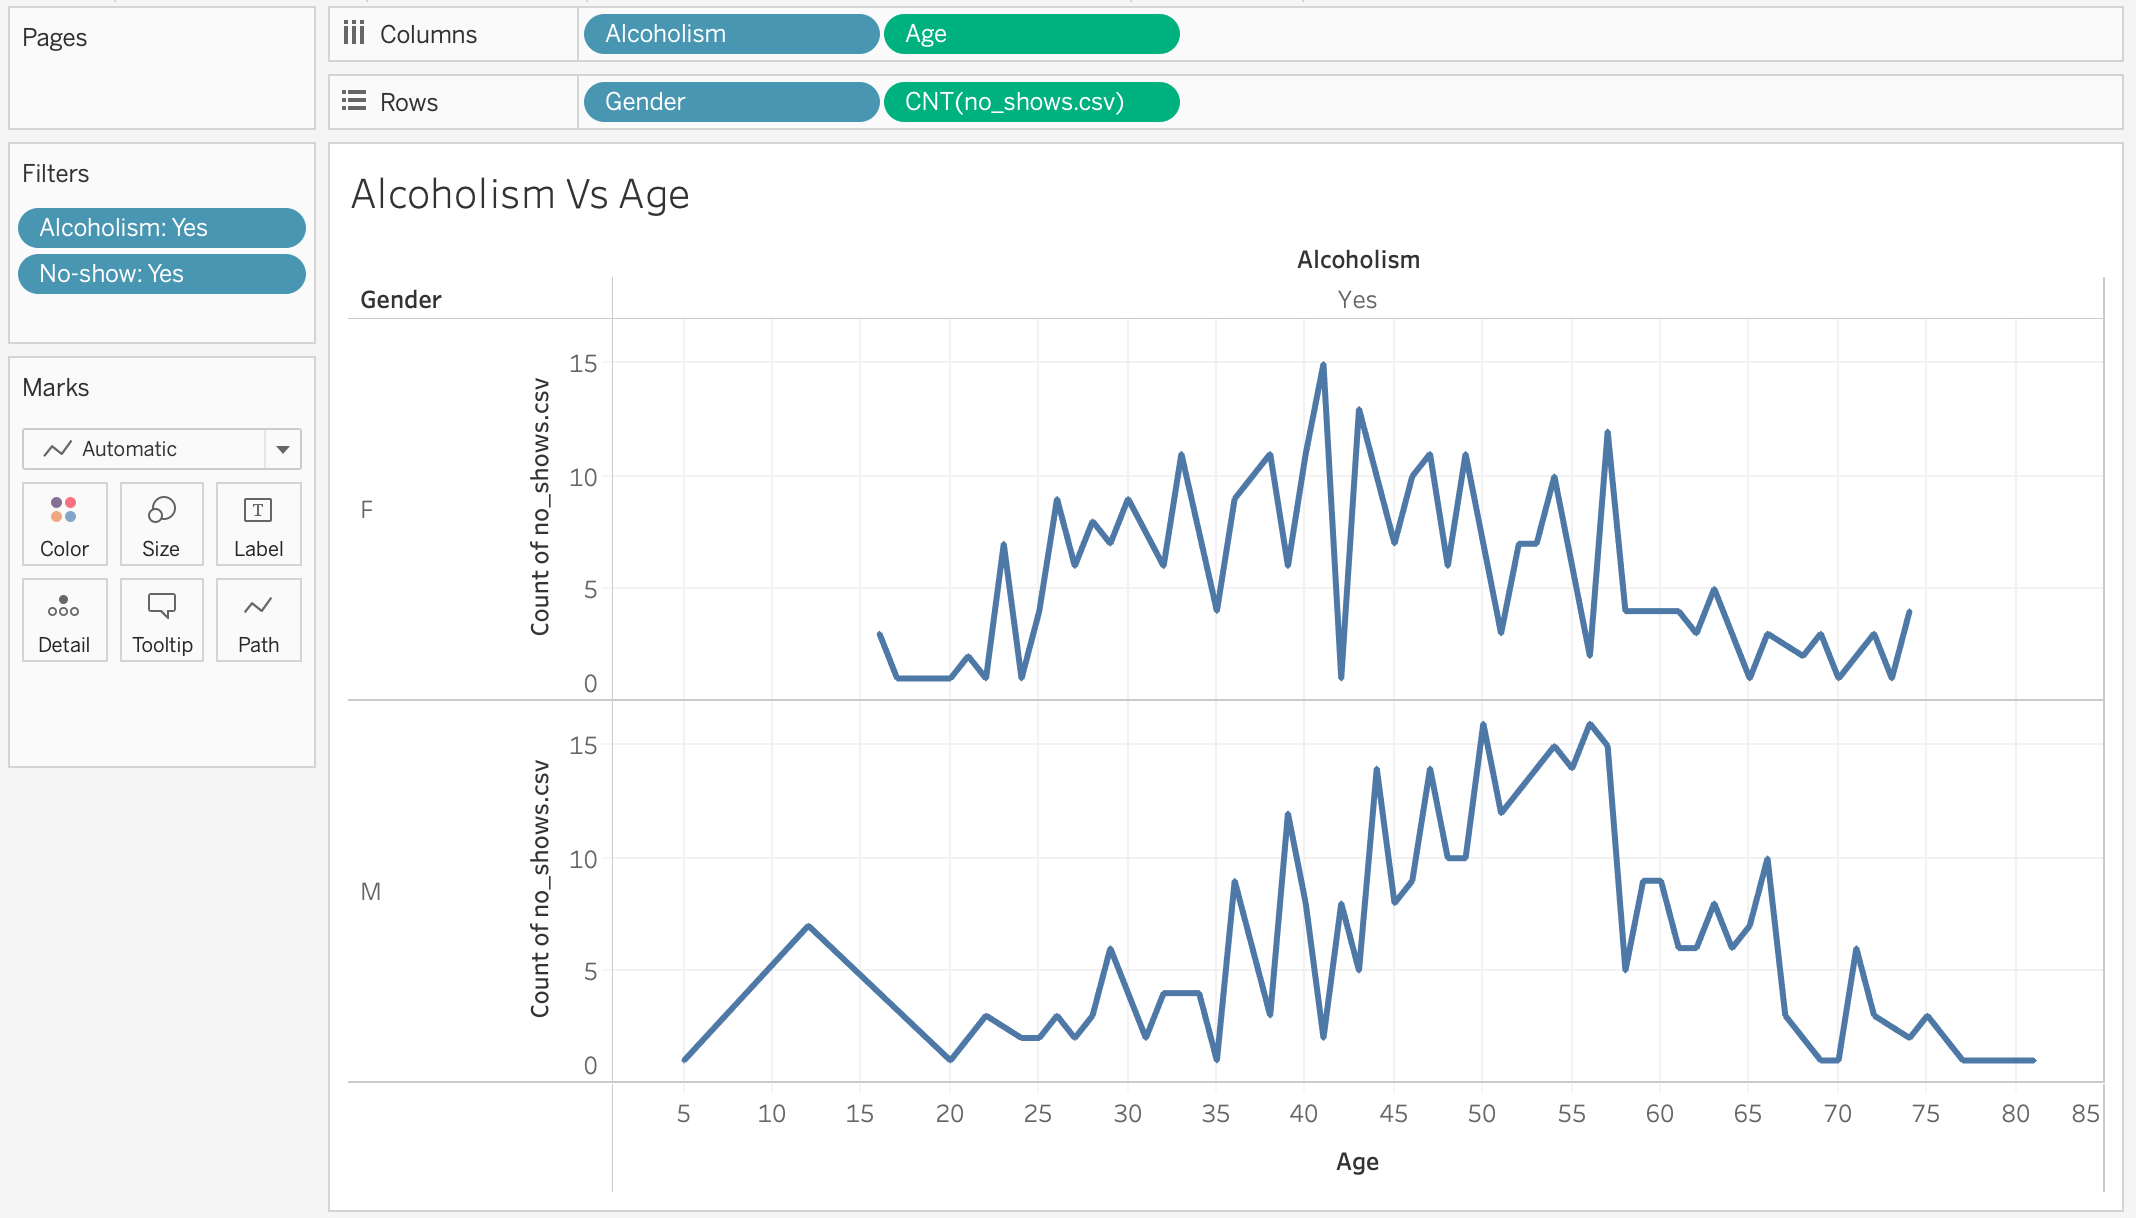 Pages
Columns
Alcoholism
Age
Rows
Gender
CNT(no_shows.csv)
Filters
Alcoholism: Yes
No-show: Yes
Marks
Automatic
Color
Size
T
Label
Detail
Tooltip
Path
Alcoholism Vs Age
Alcoholism
Gender
Yes
F
Count of no_shows.csv
15
10
5
0
M
Count of no_shows.csv
15
10
5
0
5 10 15 20 25 30 35 40 45 50 55 60 65 70 75 80 85
Age